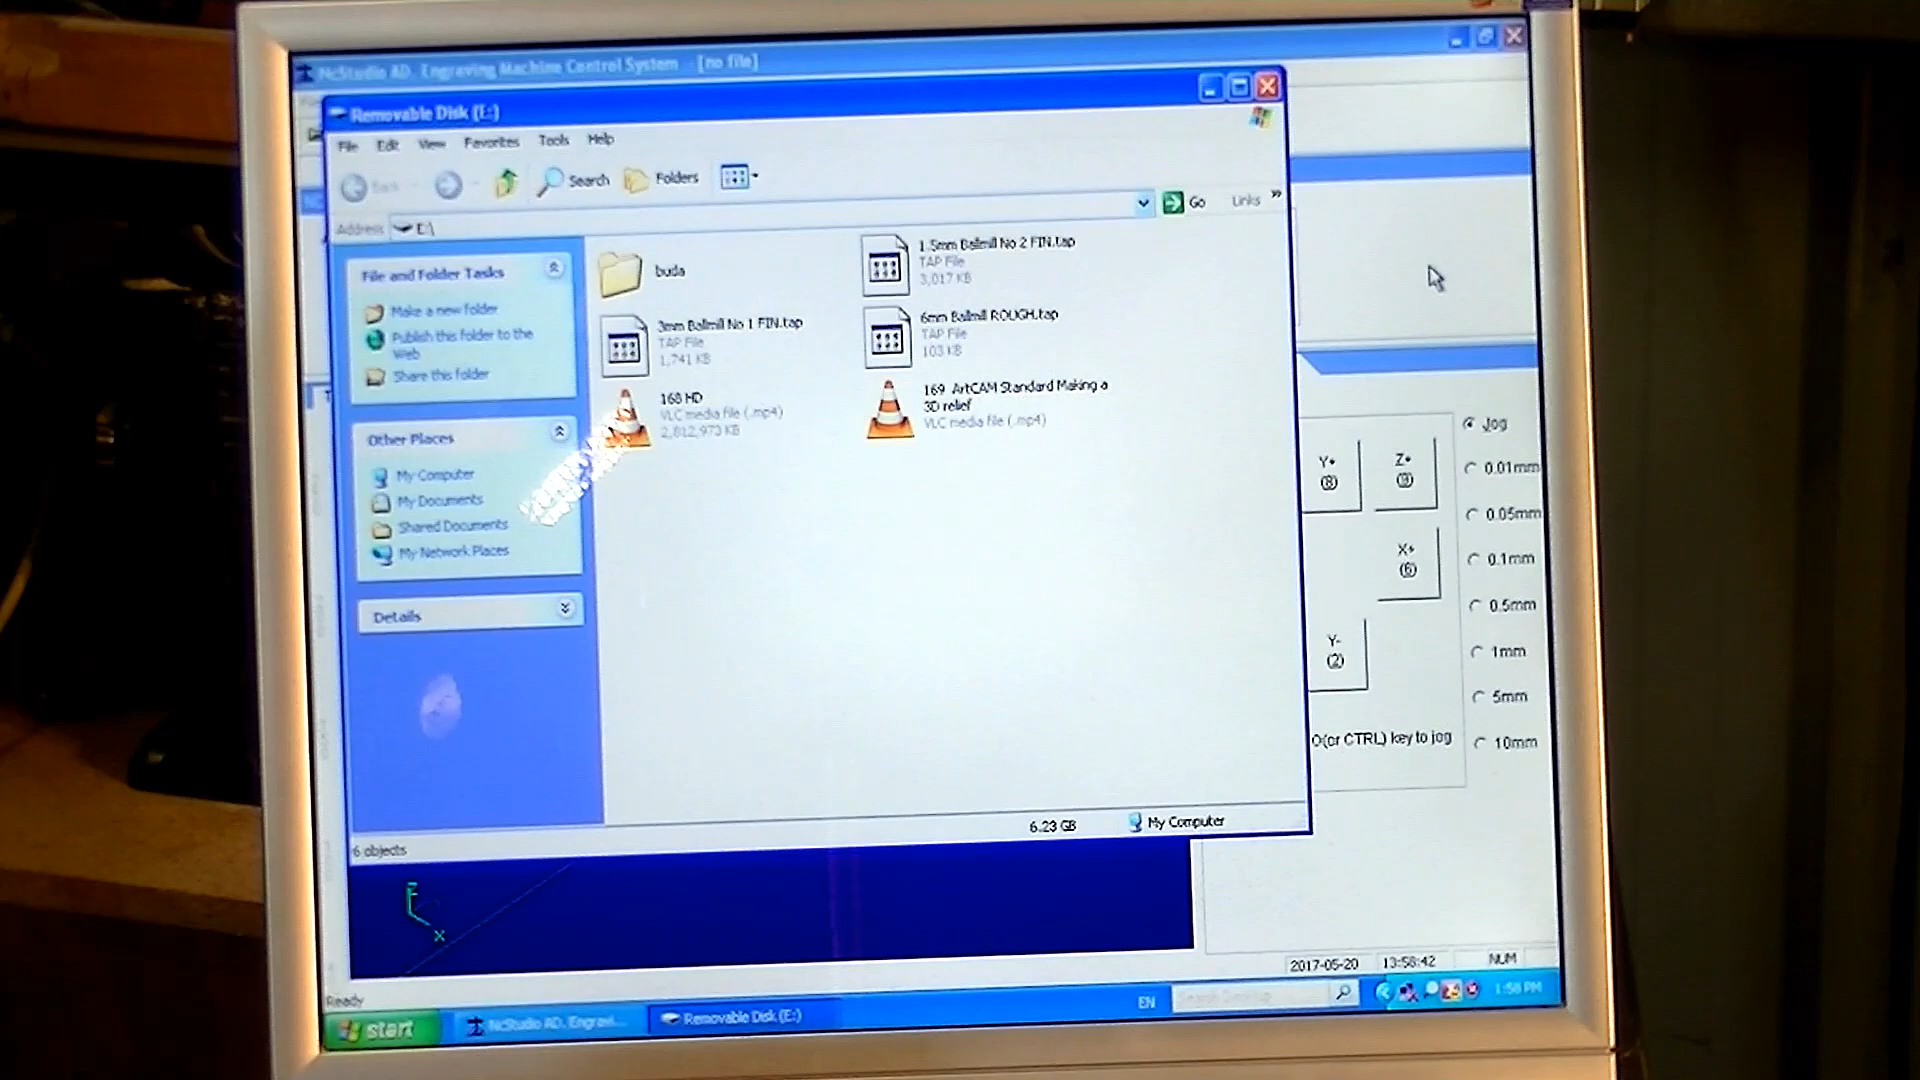 NcStudio AD. Engraving Machine Control System - [no file]
Removable Disk (E:)
File Edit View Favorites Tools Help
Back Search Folders
Address E:\ Go Links »
File and Folder Tasks
Make a new folder
Publish this folder to the
Web
Share this folder
Other Places
My Computer
My Documents
Shared Documents
My Network Places
Details
buda
1.5mm Ballmill No 2 FIN.tap
TAP File
3,017 KB
3mm Ballmill No 1 FIN.tap
TAP File
1,741 KB
6mm Ballmill ROUGH.tap
TAP File
103 KB
168 HD
VLC media file (.mp4)
2,812,973 KB
169 ArtCAM Standard Making a
3D relief
VLC media file (.mp4)
6 objects
6.23 GB
My Computer
Y+
(8)
Z+
(9)
X+
(6)
Y-
(2)
Jog
0.01mm
0.05mm
0.1mm
0.5mm
1mm
5mm
10mm
(or CTRL) key to jog
Z
X
2017-05-20 13:58:42 NUM
Ready
start NcStudio AD. Engravi... Removable Disk (E:) EN Search Desktop 1:58 PM